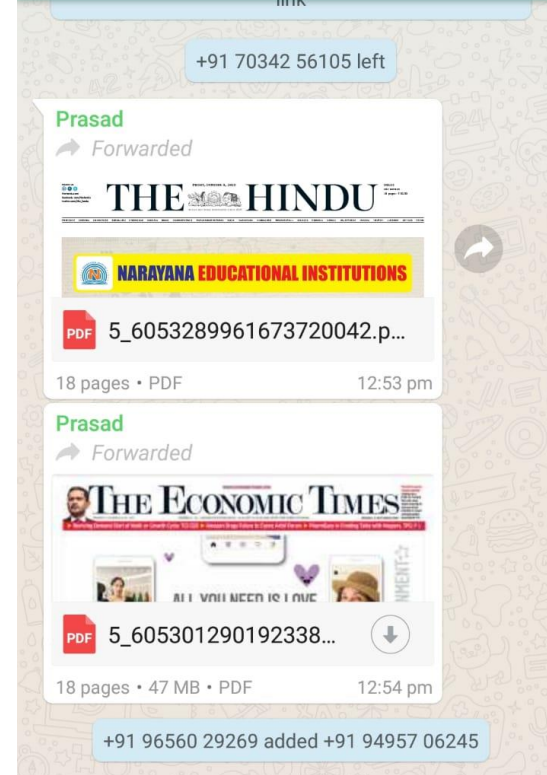 link
+91 70342 56105 left
Prasad
Forwarded
THE HINDU
NARAYANA EDUCATIONAL INSTITUTIONS
PDF 5_6053289961673720042.p...
18 pages • PDF 12:53 pm
Prasad
Forwarded
THE ECONOMIC TIMES
ALL YOU NEED IS LOVE
PDF 5_605301290192338...
18 pages • 47 MB • PDF 12:54 pm
+91 96560 29269 added +91 94957 06245